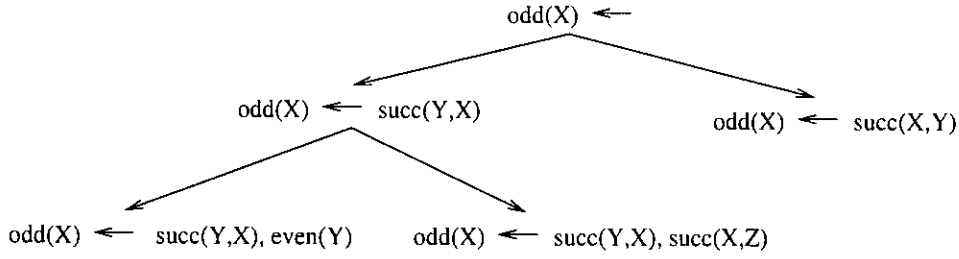 odd(X) ←
odd(X) ← succ(Y,X)
odd(X) ← succ(X,Y)
odd(X) ← succ(Y,X), even(Y)
odd(X) ← succ(Y,X), succ(X,Z)